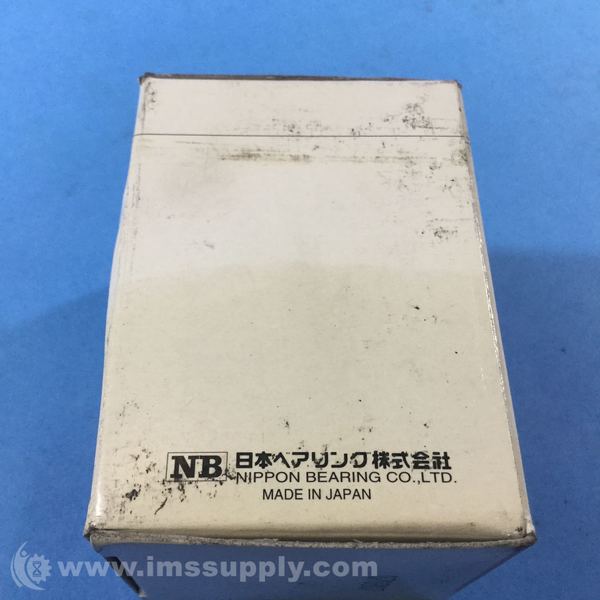 NB 日本ベアリング株式会社
NIPPON BEARING CO.,LTD.
MADE IN JAPAN
www.imssupply.com